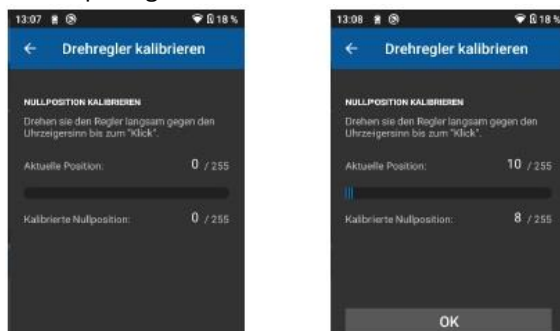 13:07 18 %
Drehregler kalibrieren
NULLPOSITION KALIBRIEREN
Drehen sie den Regler langsam gegen den
Uhrzeigersinn bis zum "Klick".
Aktuelle Position: 0 / 255
Kalibrierte Nullposition: 0 / 255
13:08 18 %
Drehregler kalibrieren
NULLPOSITION KALIBRIEREN
Drehen sie den Regler langsam gegen den
Uhrzeigersinn bis zum "Klick".
Aktuelle Position: 10 / 255
Kalibrierte Nullposition: 8 / 255
OK